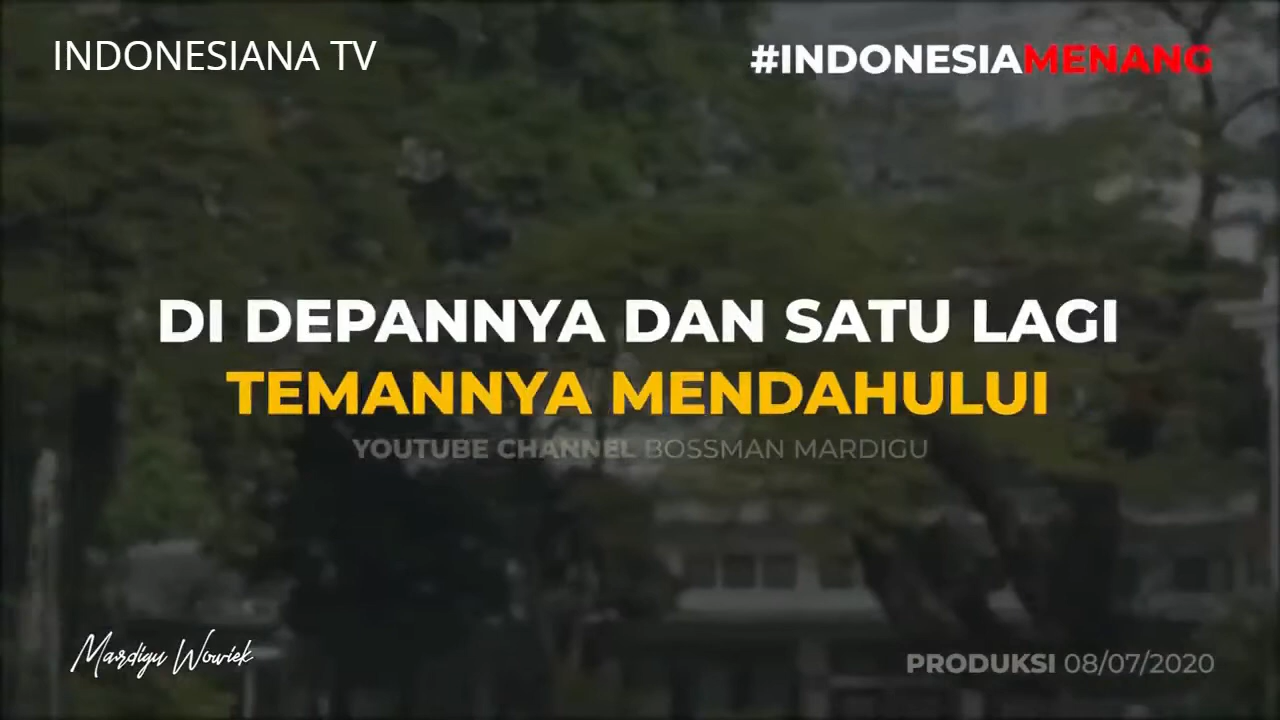 INDONESIANA TV
#INDONESIAMENANG
DI DEPANNYA DAN SATU LAGI
TEMANNYA MENDAHULUI
YOUTUBE CHANNEL BOSSMAN MARDIGU
Mardigu Wowiek
PRODUKSI 08/07/2020